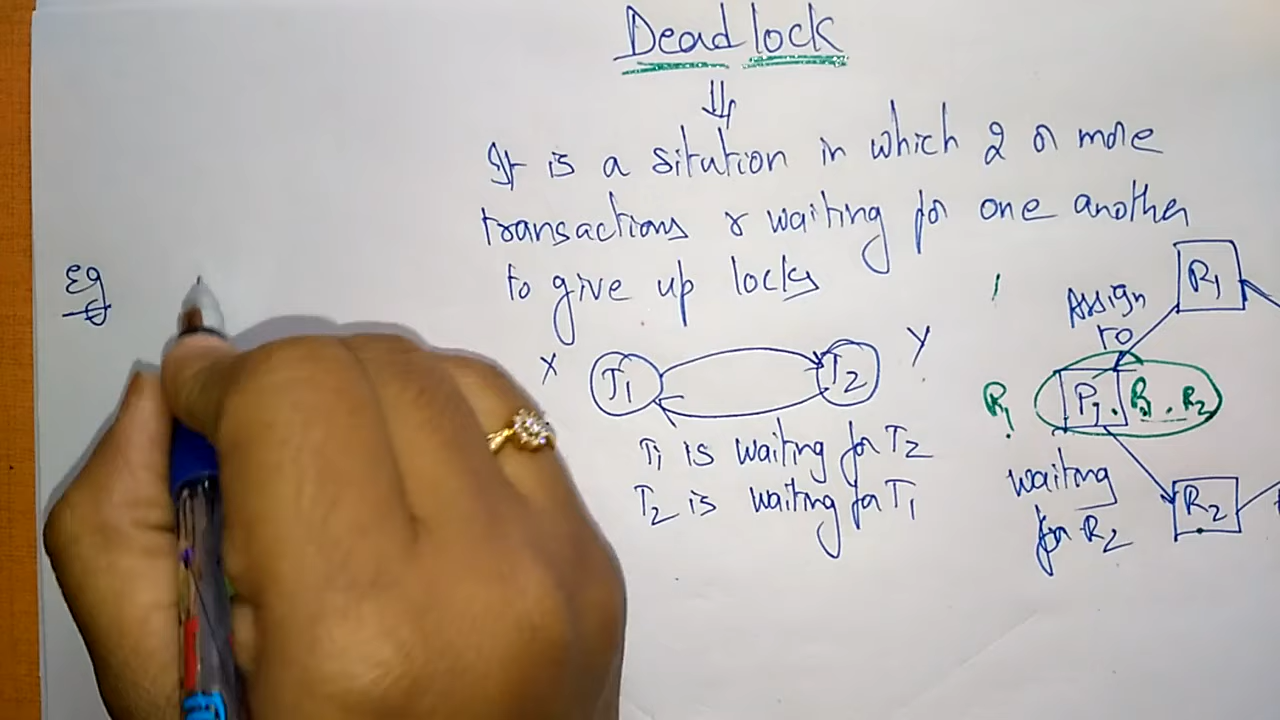 Deadlock
It is a sitution in which 2 or more
transactions r waiting for one another
to give up locks
Eg
X T1 T2 Y
T1 is waiting for T2
T2 is waiting for T1
R1
Assign
to
R1 P1 . R1 . R2
waiting
for R2
R2